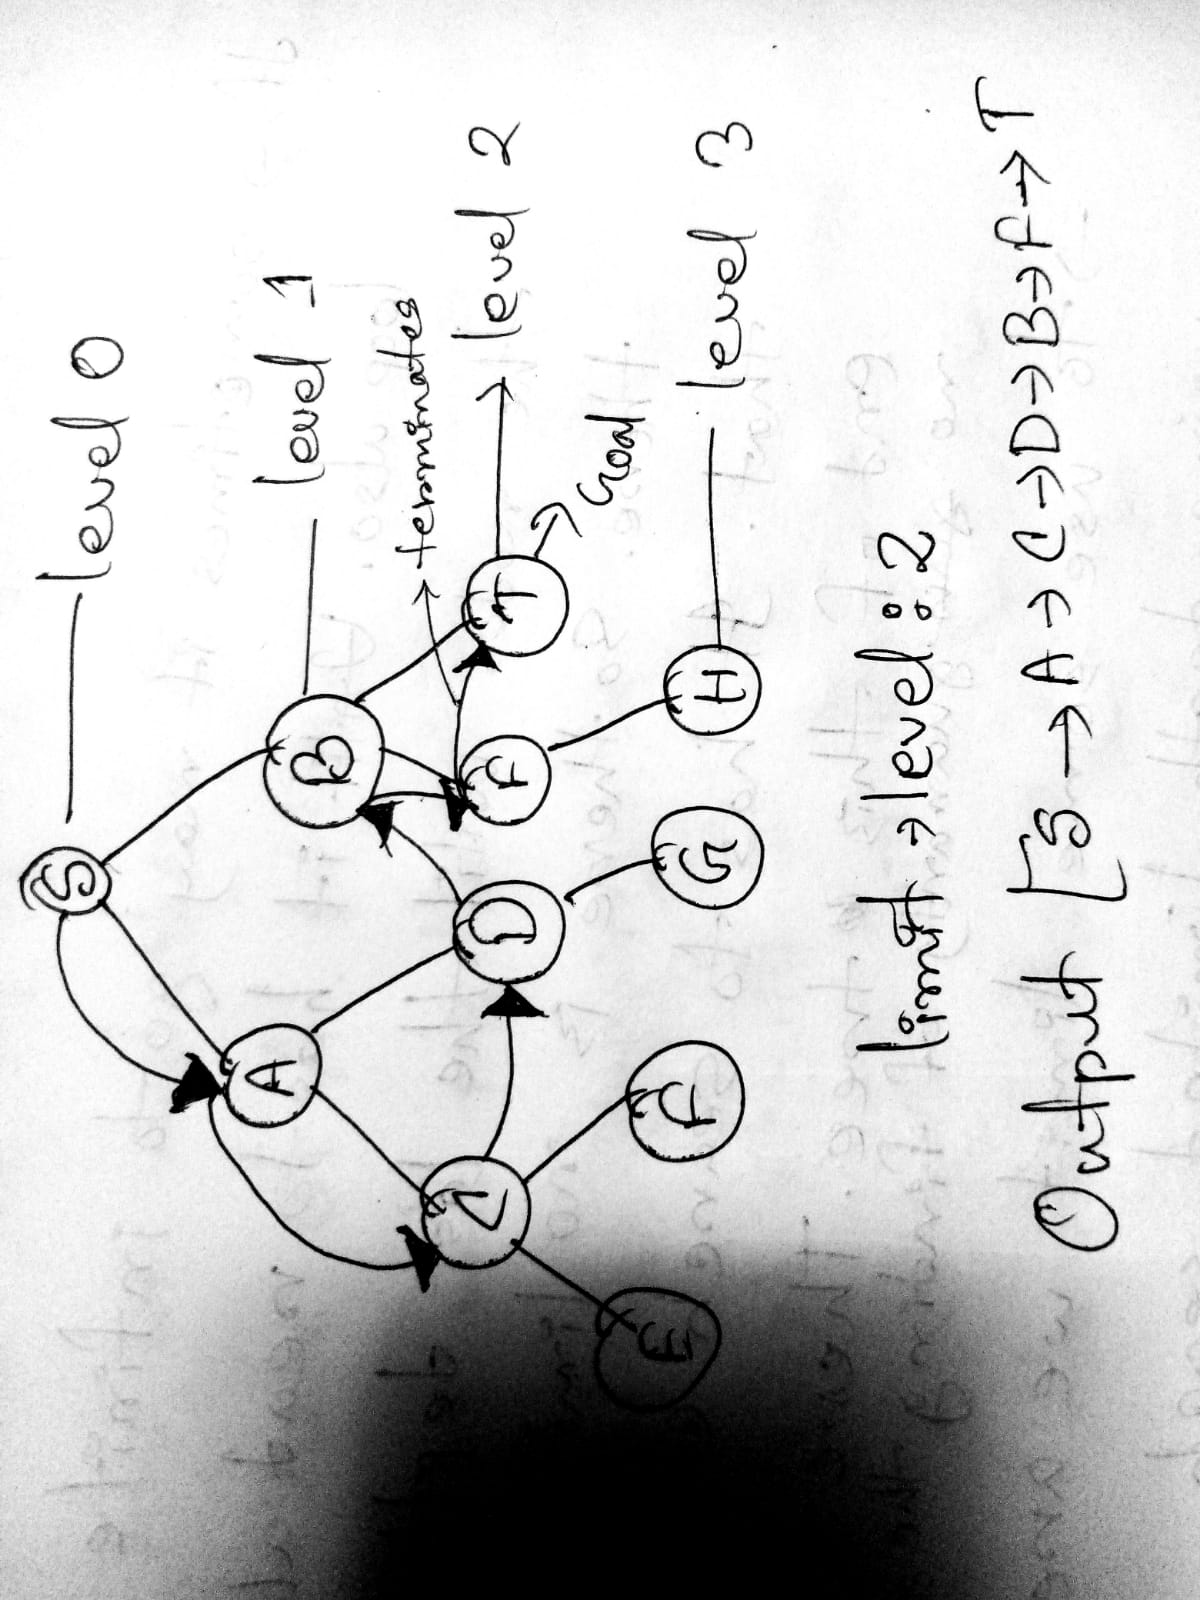 S level 0
A
B level 1
terminates
C D F T level 2
Goal
E F G H level 3
limit → level : 2
Output [ S → A → C → D → B → F → T